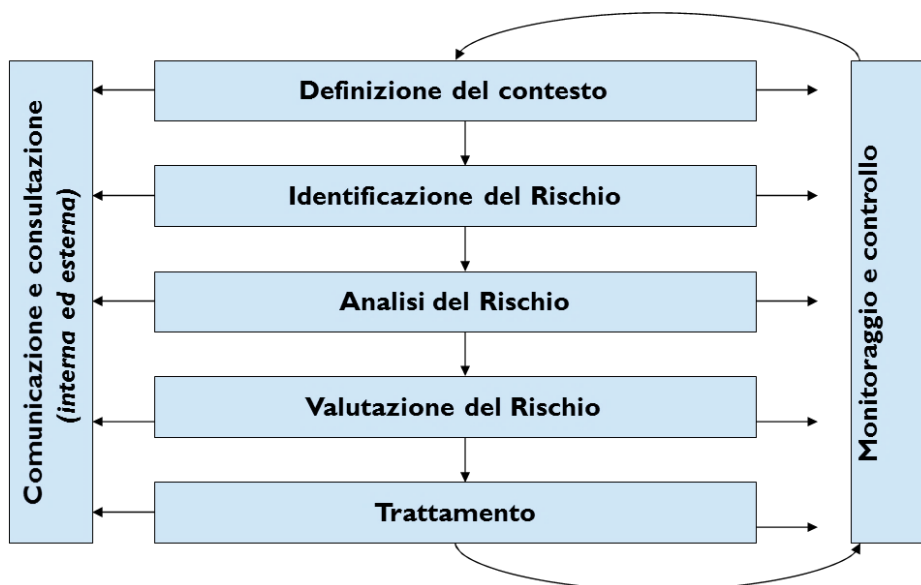 Comunicazione e consultazione
(interna ed esterna)
Definizione del contesto
Identificazione del Rischio
Analisi del Rischio
Valutazione del Rischio
Trattamento
Monitoraggio e controllo